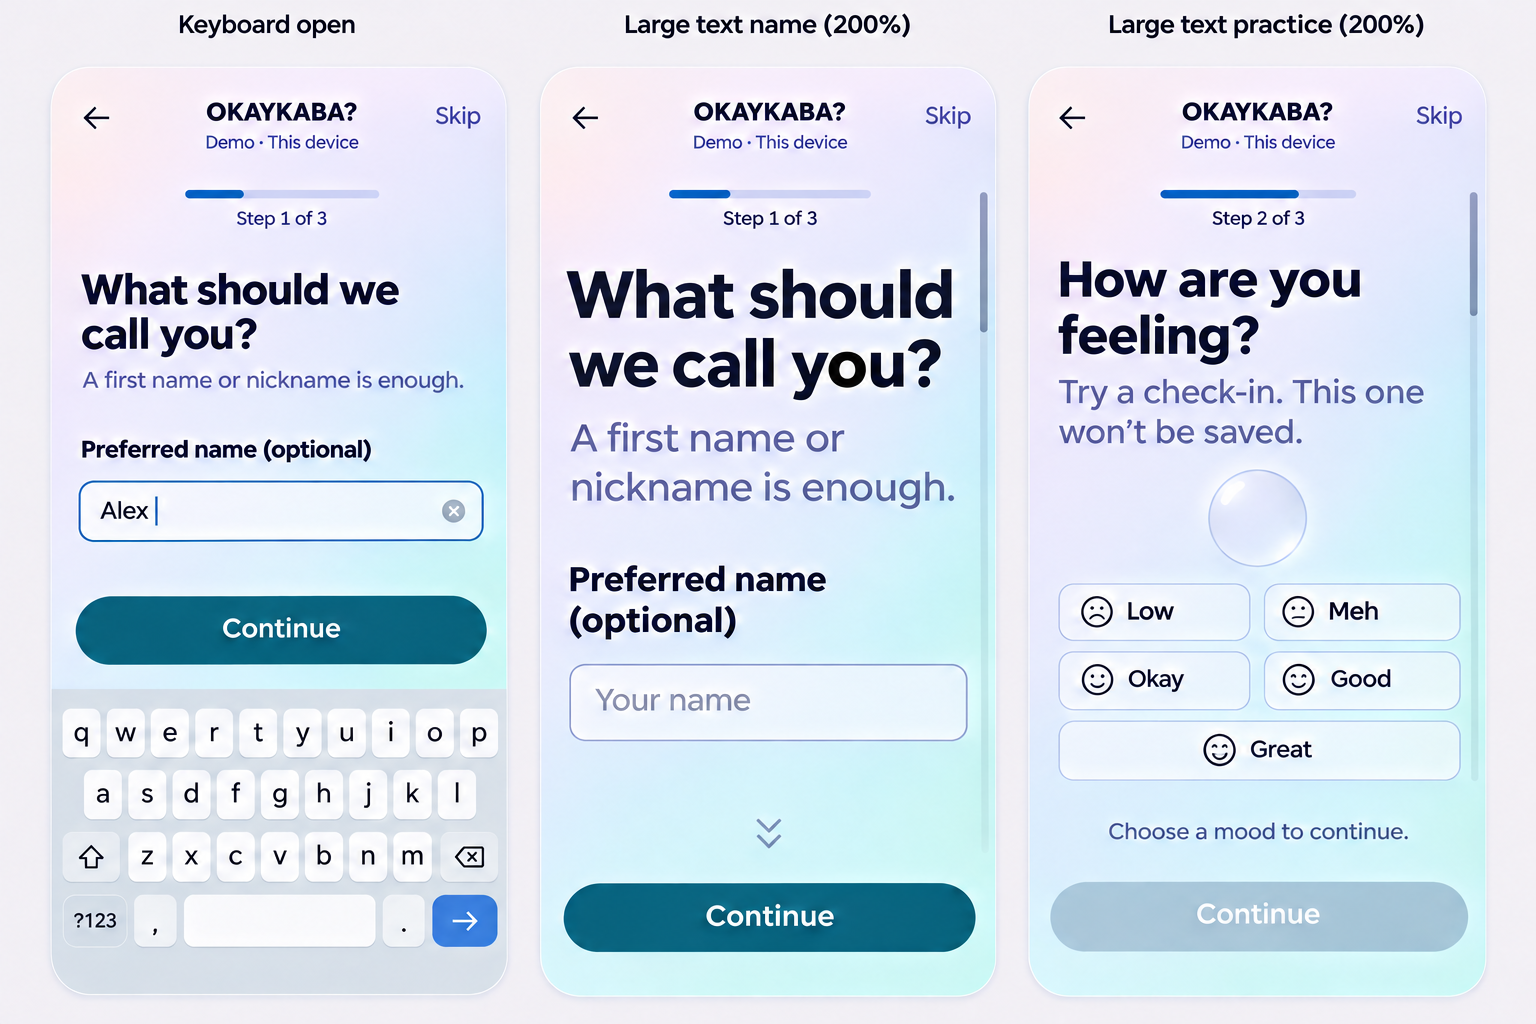 Keyboard open
OKAYKABA?
Skip
Demo · This device
Step 1 of 3
What should we
call you?
A first name or nickname is enough.
Preferred name (optional)
Alex
Continue
q w e r t y u i o p
a s d f g h j k l
z x c v b n m
?123 , .
Large text name (200%)
OKAYKABA?
Skip
Demo · This device
Step 1 of 3
What should
we call you?
A first name or
nickname is enough.
Preferred name
(optional)
Your name
Continue
Large text practice (200%)
OKAYKABA?
Skip
Demo · This device
Step 2 of 3
How are you
feeling?
Try a check-in. This one
won’t be saved.
Low
Meh
Okay
Good
Great
Choose a mood to continue.
Continue